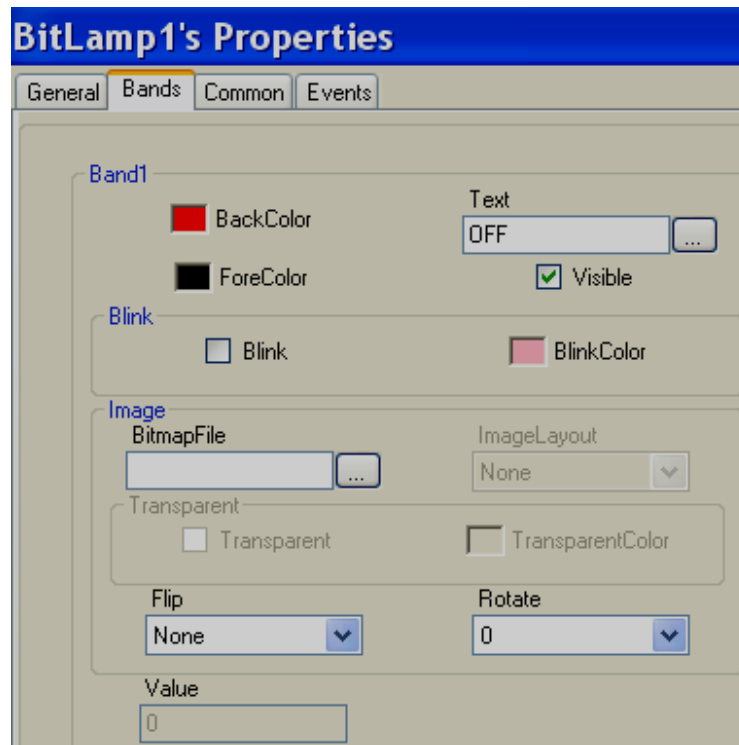 BitLamp1's Properties
General Bands Common Events
Band1
Text
BackColor
OFF ...
ForeColor Visible
Blink
Blink BlinkColor
Image
BitmapFile ImageLayout
... None
Transparent
Transparent TransparentColor
Flip Rotate
None 0
Value
0